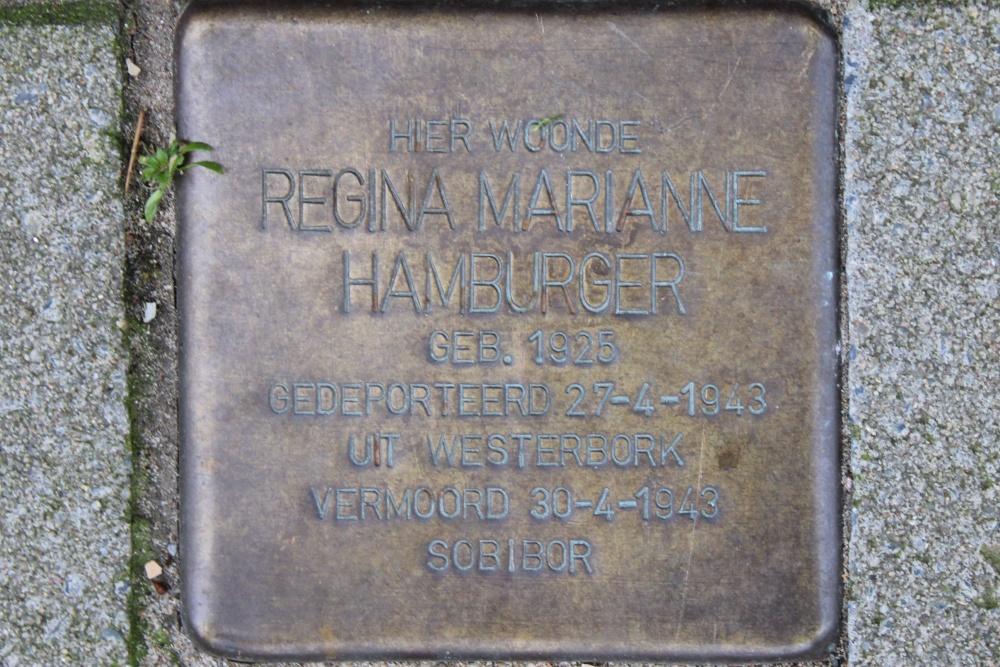 HIER WOONDE
REGINA MARIANNE
HAMBURGER
GEB. 1925
GEDEPORTEERD 27-4-1943
UIT WESTERBORK
VERMOORD 30-4-1943
SOBIBOR